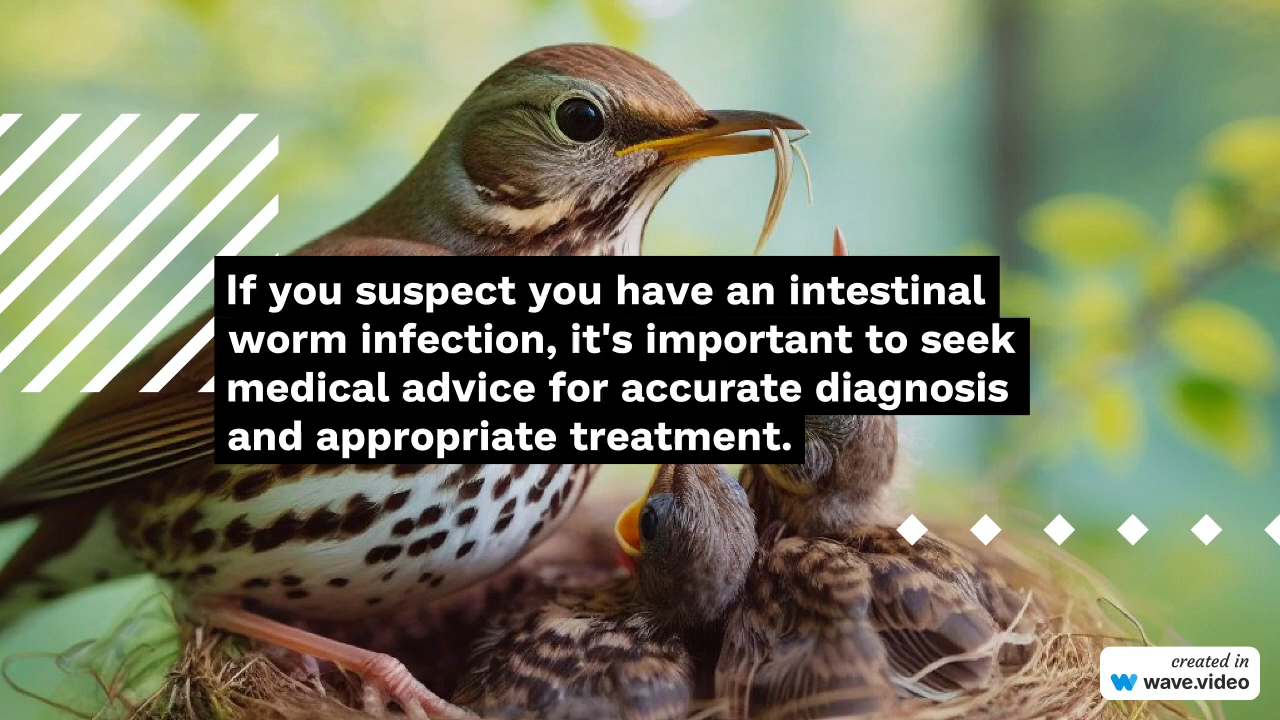 If you suspect you have an intestinal
worm infection, it's important to seek
medical advice for accurate diagnosis
and appropriate treatment.
created in
wave.video